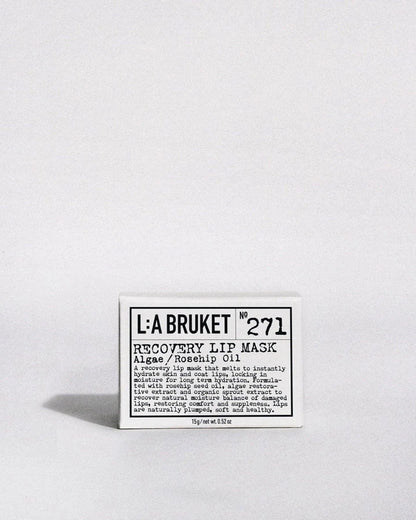 L:A BRUKET Nº 271
RECOVERY LIP MASK
Algae/Rosehip Oil
A recovery lip mask that melts to instantly
hydrate skin and coat lips, locking in
moisture for long term hydration. Formula-
ted with rosehip seed oil, algae restora-
tive extract and organic sprout extract to
recover natural moisture balance of damaged
lips, restoring comfort and suppleness. Lips
are naturally plumped, soft and healthy.
15g/net wt. 0.52 oz